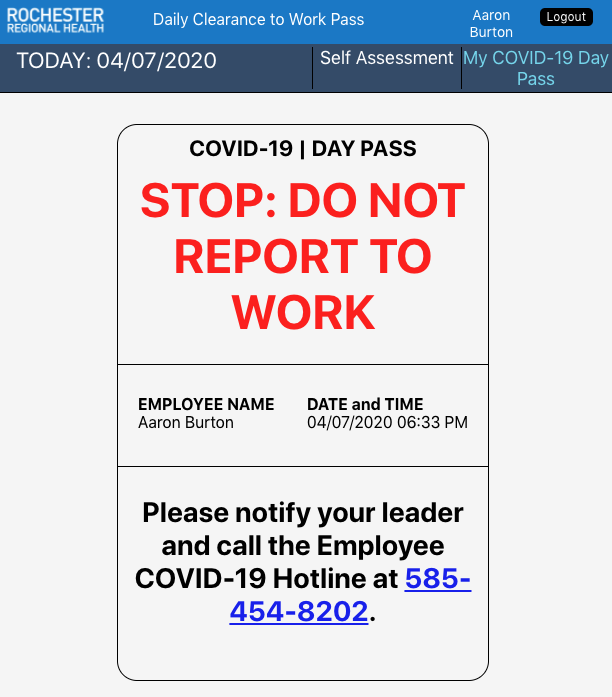 ROCHESTER
REGIONAL HEALTH
Daily Clearance to Work Pass
Aaron
Burton
Logout
TODAY: 04/07/2020
Self Assessment
My COVID-19 Day
Pass
COVID-19 | DAY PASS
STOP: DO NOT
REPORT TO
WORK
EMPLOYEE NAME
Aaron Burton
DATE and TIME
04/07/2020 06:33 PM
Please notify your leader
and call the Employee
COVID-19 Hotline at 585-
454-8202.